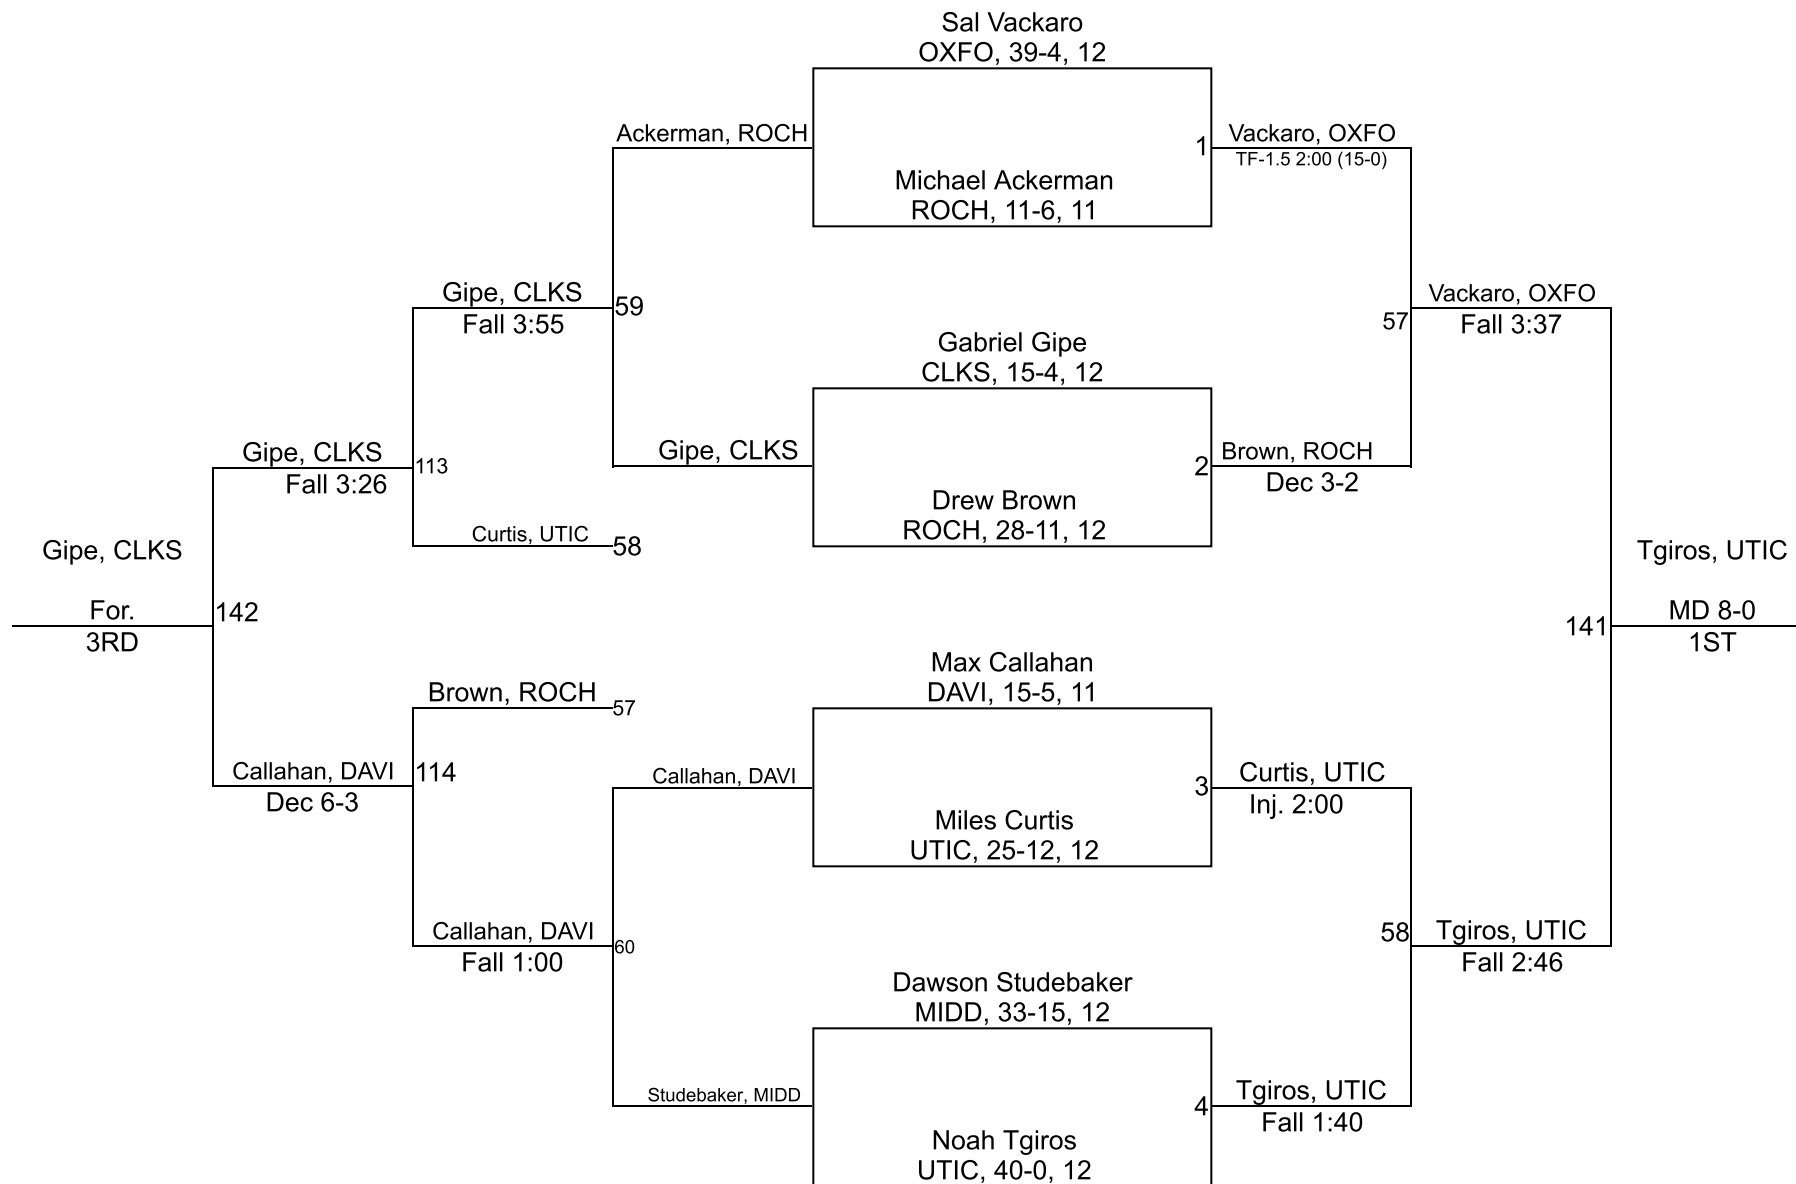 Sal Vackaro
OXFO, 39-4, 12
Ackerman, ROCH
1
Vackaro, OXFO
TF-1.5 2:00 (15-0)
Michael Ackerman
ROCH, 11-6, 11
Gipe, CLKS
Fall 3:55
59
57
Vackaro, OXFO
Fall 3:37
Gabriel Gipe
CLKS, 15-4, 12
Gipe, CLKS
Fall 3:26
113
Gipe, CLKS
2
Brown, ROCH
Dec 3-2
Drew Brown
ROCH, 28-11, 12
Curtis, UTIC
58
Gipe, CLKS
For.
3RD
142
Tgiros, UTIC
141
MD 8-0
1ST
Max Callahan
DAVI, 15-5, 11
Brown, ROCH
57
Callahan, DAVI
Dec 6-3
114
Callahan, DAVI
3
Curtis, UTIC
Inj. 2:00
Miles Curtis
UTIC, 25-12, 12
Callahan, DAVI
Fall 1:00
60
58
Tgiros, UTIC
Fall 2:46
Dawson Studebaker
MIDD, 33-15, 12
Studebaker, MIDD
4
Tgiros, UTIC
Fall 1:40
Noah Tgiros
UTIC, 40-0, 12